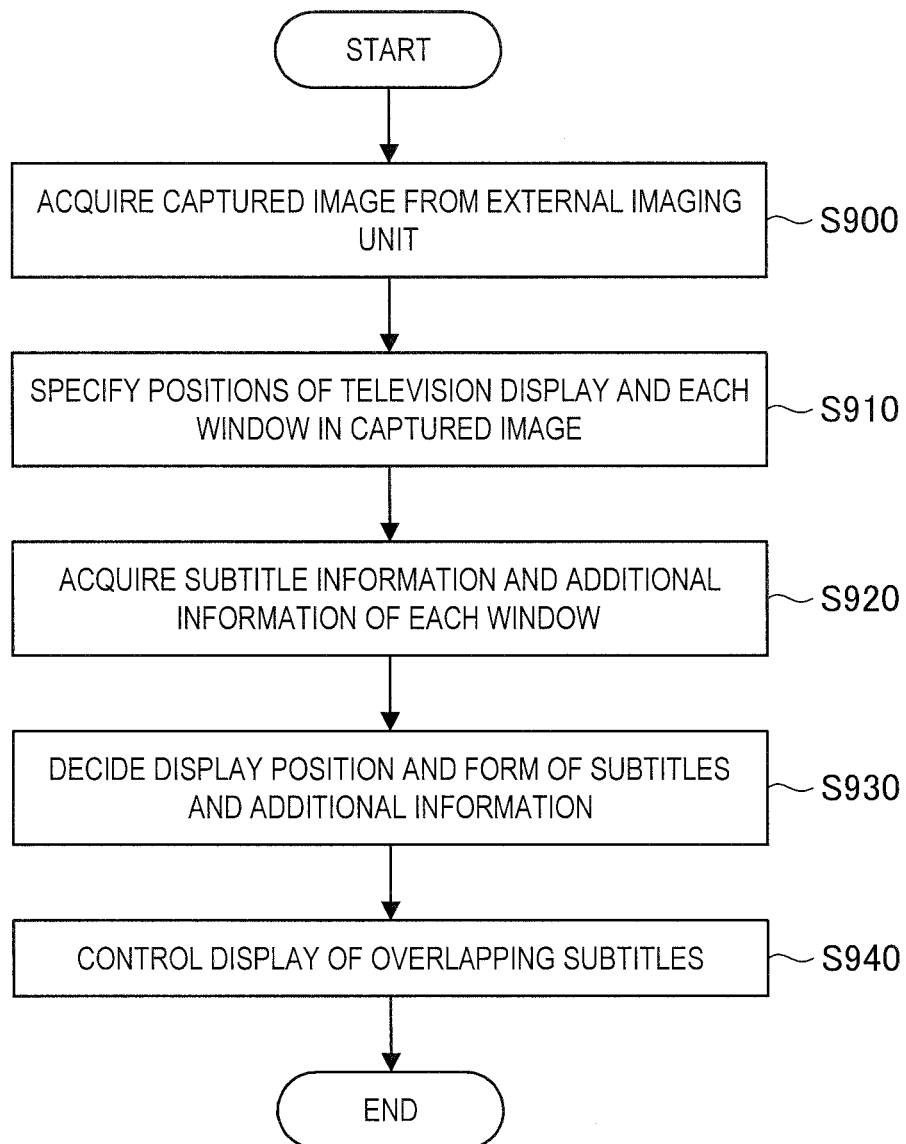 START
ACQUIRE CAPTURED IMAGE FROM EXTERNAL IMAGING
UNIT
S900
SPECIFY POSITIONS OF TELEVISION DISPLAY AND EACH
WINDOW IN CAPTURED IMAGE
S910
ACQUIRE SUBTITLE INFORMATION AND ADDITIONAL
INFORMATION OF EACH WINDOW
S920
DECIDE DISPLAY POSITION AND FORM OF SUBTITLES
AND ADDITIONAL INFORMATION
S930
CONTROL DISPLAY OF OVERLAPPING SUBTITLES
S940
END